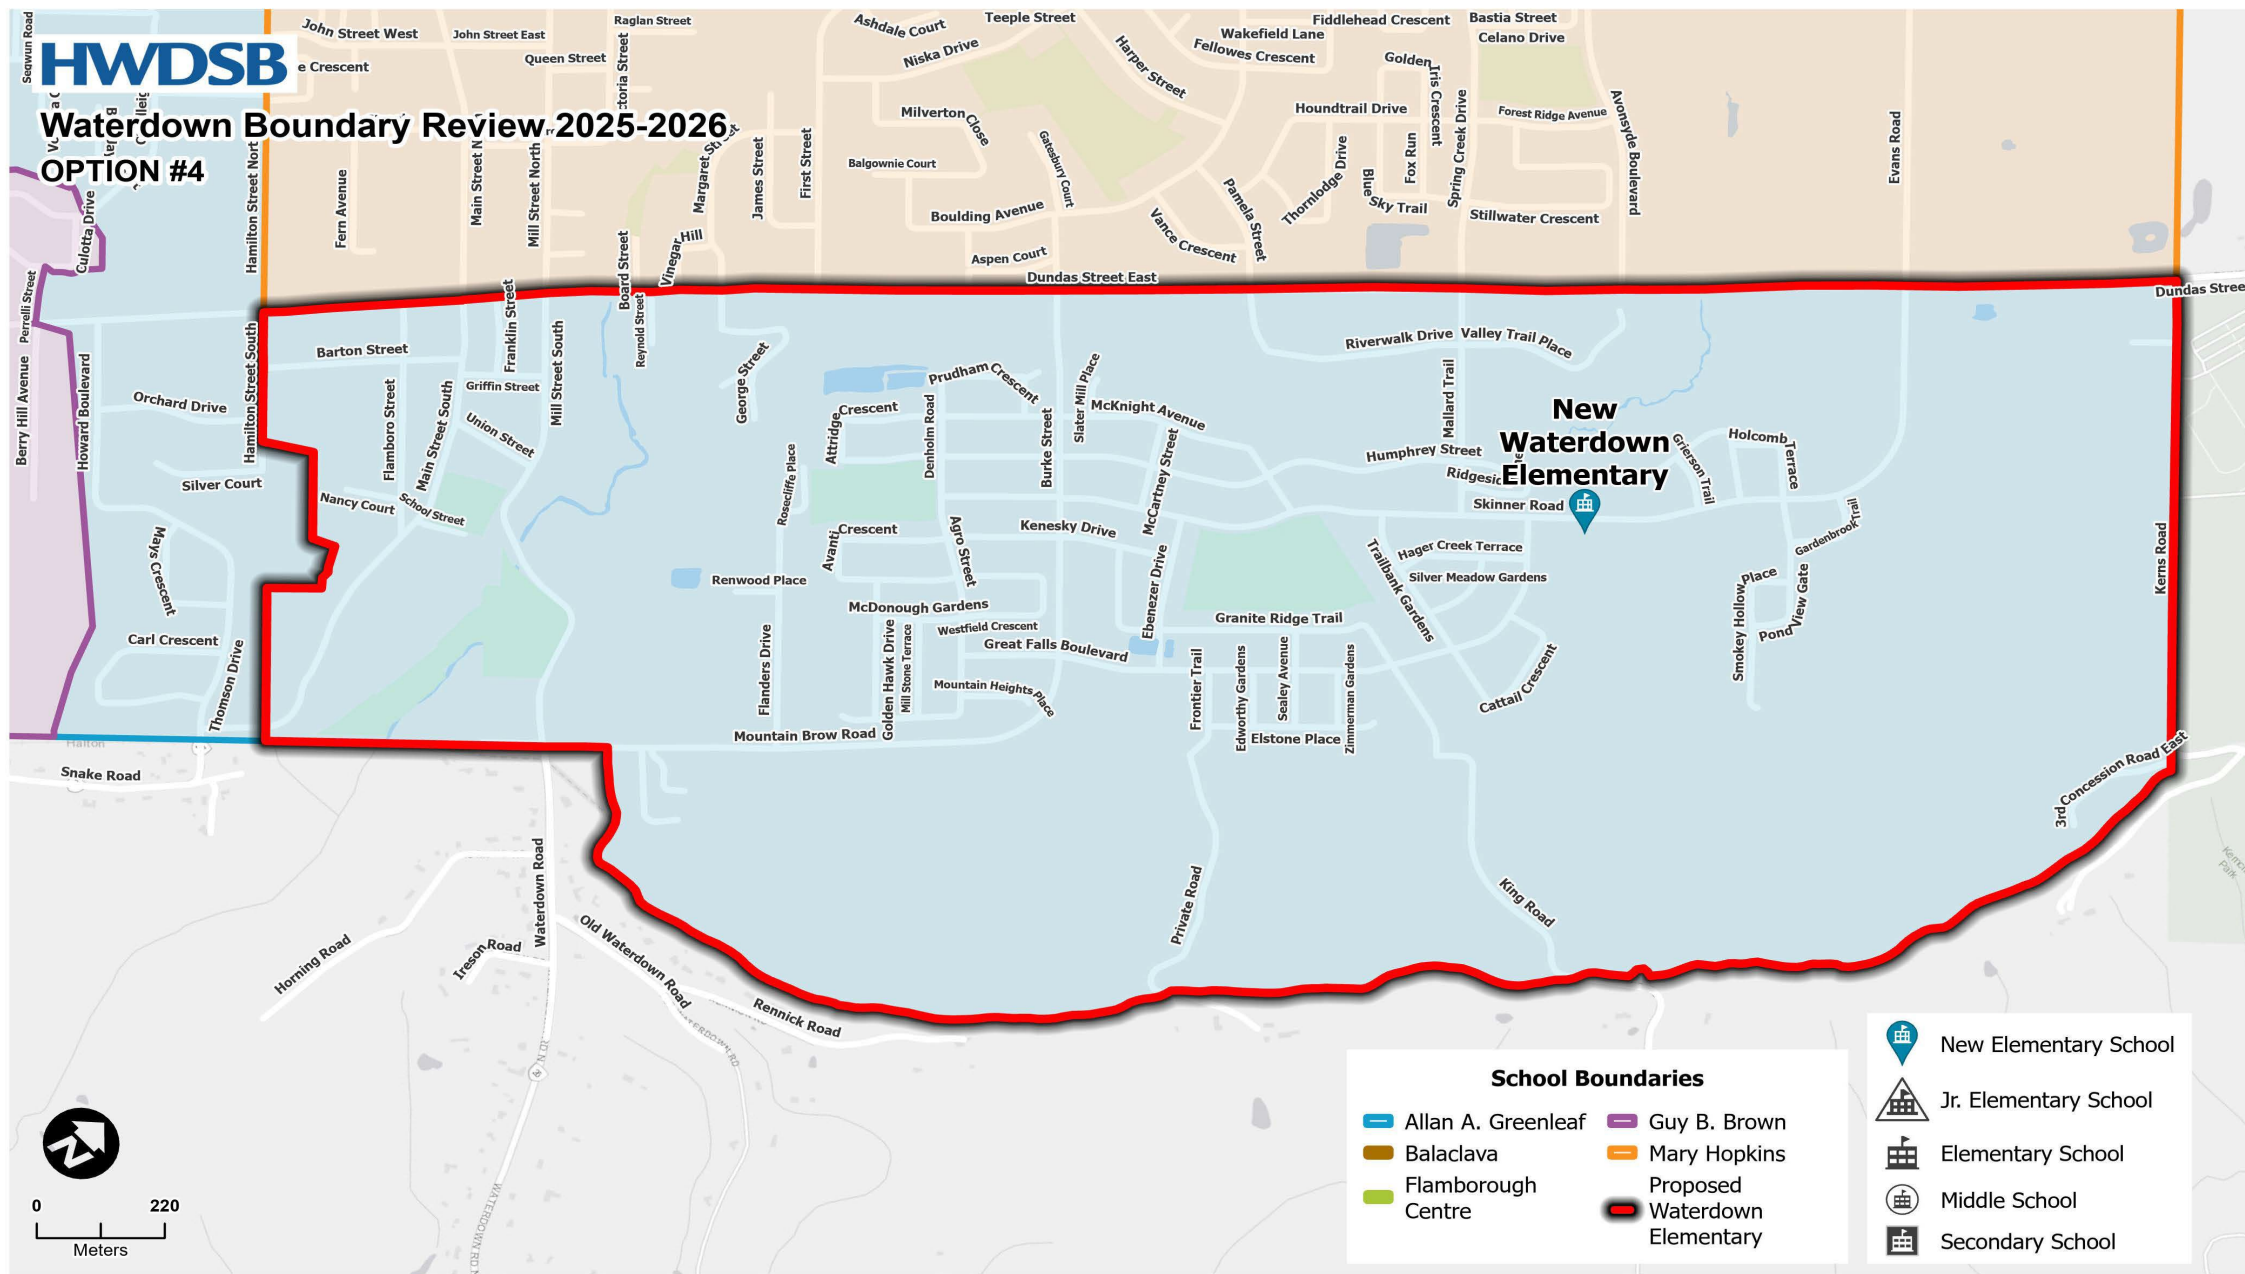 HWDSB
Waterdown Boundary Review 2025-2026
OPTION #4
John Street West
John Street East
Raglan Street
Queen Street
e Crescent
Ashdale Court
Niska Drive
Teeple Street
Harper Street
Wakefield Lane
Fellowes Crescent
Fiddlehead Crescent
Bastia Street
Celano Drive
Golden
Iris Crescent
Houndtrail Drive
Forest Ridge Avenue
Avonsyde Boulevard
Spring Creek Drive
Fox Run
Blue
Sky Trail
Stillwater Crescent
Thornlodge Drive
Pamela Street
Vance Crescent
Evans Road
Milverton
Close
Balgownie Court
Gatesbury Court
Boulding Avenue
Aspen Court
First Street
James Street
Margaret Street
Vinegar
Hill
Board Street
Mill Street North
Fern Avenue
Culotta Drive
Perrelli Street
Dundas Street East
Dundas Stree
Hamilton Street South
Howard Boulevard
Berry Hill Avenue
Orchard Drive
Silver Court
Mays Crescent
Carl Crescent
Thomson Drive
Barton Street
Flamboro Street
Main Street South
Franklin Street
Griffin Street
Union Street
Mill Street South
Reynold Street
Nancy Court
School Street
George Street
Rosecliffe Place
Attridge
Crescent
Avanti
Crescent
Denholm Road
Prudham Crescent
Burke Street
Slater Mill Place
McKnight Avenue
McCartney Street
Kenesky Drive
Agro Street
Ebenezer Drive
Renwood Place
Flanders Drive
McDonough Gardens
Golden Hawk Drive
Mill Stone Terrace
Westfield Crescent
Great Falls Boulevard
Mountain Heights Place
Mountain Brow Road
Riverwalk Drive
Valley Trail Place
Mallard Trail
Humphrey Street
Skinner Road
New
Waterdown
Elementary
Grierson Trail
Holcomb
Terrace
Gardenbrook
Trail
Trailbank Gardens
Hager Creek Terrace
Silver Meadow Gardens
Granite Ridge Trail
Frontier Trail
Edworthy Gardens
Sealey Avenue
Zimmerman Gardens
Elstone Place
Cattail Crescent
Smokey Hollow
Place
Pond
View Gate
Kerns Road
3rd
Concession Road East
King Road
Private Road
Halton
Snake Road
Waterdown Road
Horning Road
Ireson
Road
Old Waterdown Road
Rennick Road
0
220
Meters
School Boundaries
Allan A. Greenleaf
Balaclava
Flamborough
Centre
Guy B. Brown
Mary Hopkins
Proposed
Waterdown
Elementary
New Elementary School
Jr. Elementary School
Elementary School
Middle School
Secondary School